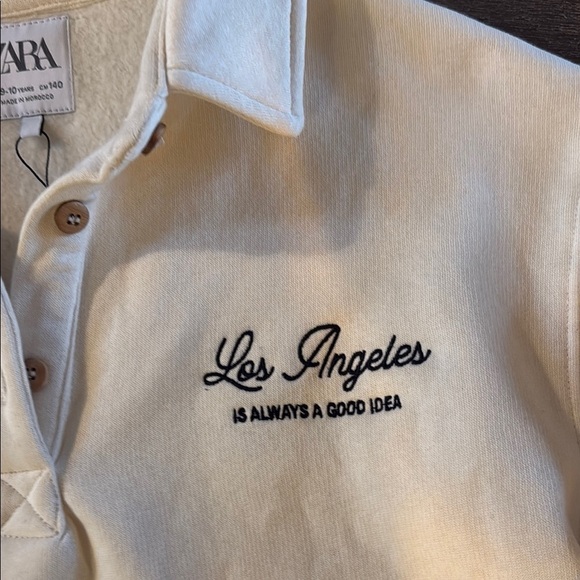 ZARA
9-10 YEARS CM 140
MADE IN MOROCCO
Los Angeles
IS ALWAYS A GOOD IDEA